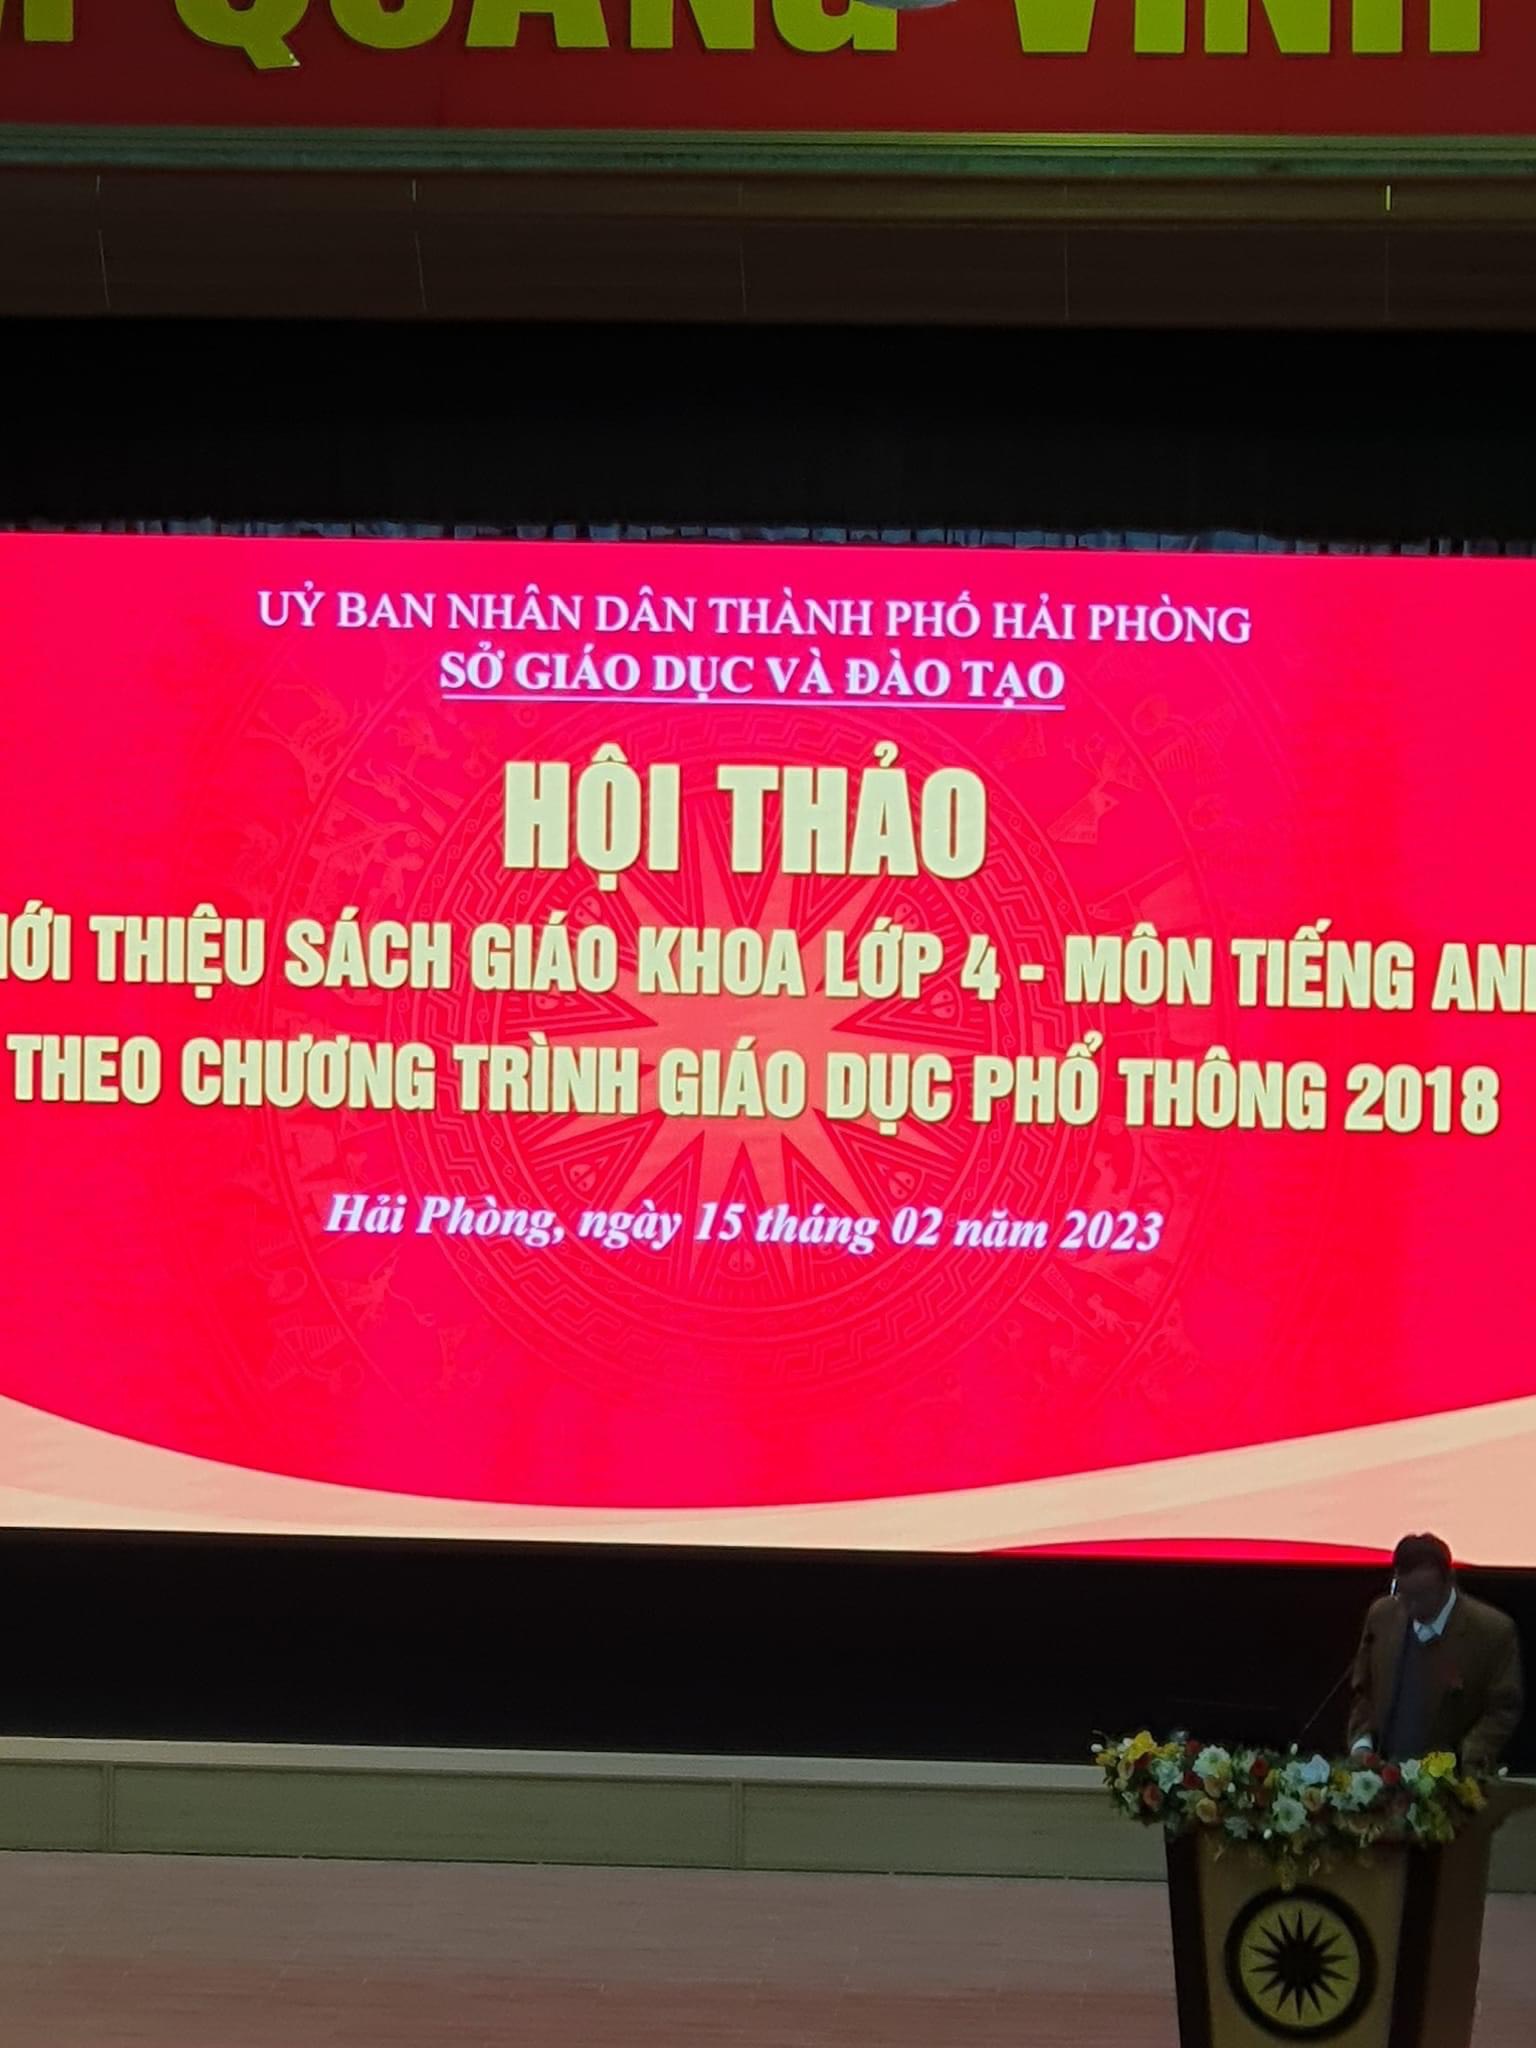 QUANG VINH
UỶ BAN NHÂN DÂN THÀNH PHỐ HẢI PHÒNG
SỞ GIÁO DỤC VÀ ĐÀO TẠO
HỘI THẢO
THIỆU SÁCH GIÁO KHOA LỚP 4 - MÔN TIẾNG
THEO CHƯƠNG TRÌNH GIÁO DỤC PHỔ THÔNG 2018
Hải Phòng, ngày 15 tháng 02 năm 2023